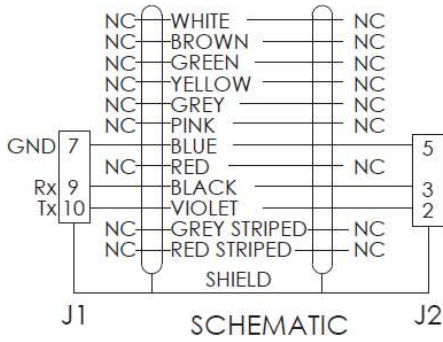 NC WHITE NC
NC BROWN NC
NC GREEN NC
NC YELLOW NC
NC GREY NC
NC PINK NC
GND 7 BLUE 5
NC RED NC
Rx 9 BLACK 3
Tx 10 VIOLET 2
NC GREY STRIPED NC
NC RED STRIPED NC
SHIELD
J1 SCHEMATIC J2